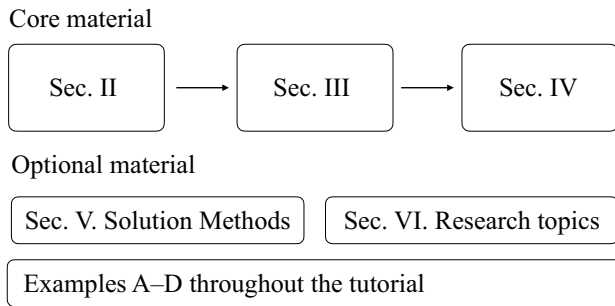 Core material
Sec. II
Sec. III
Sec. IV
Optional material
Sec. V. Solution Methods
Sec. VI. Research topics
Examples A–D throughout the tutorial